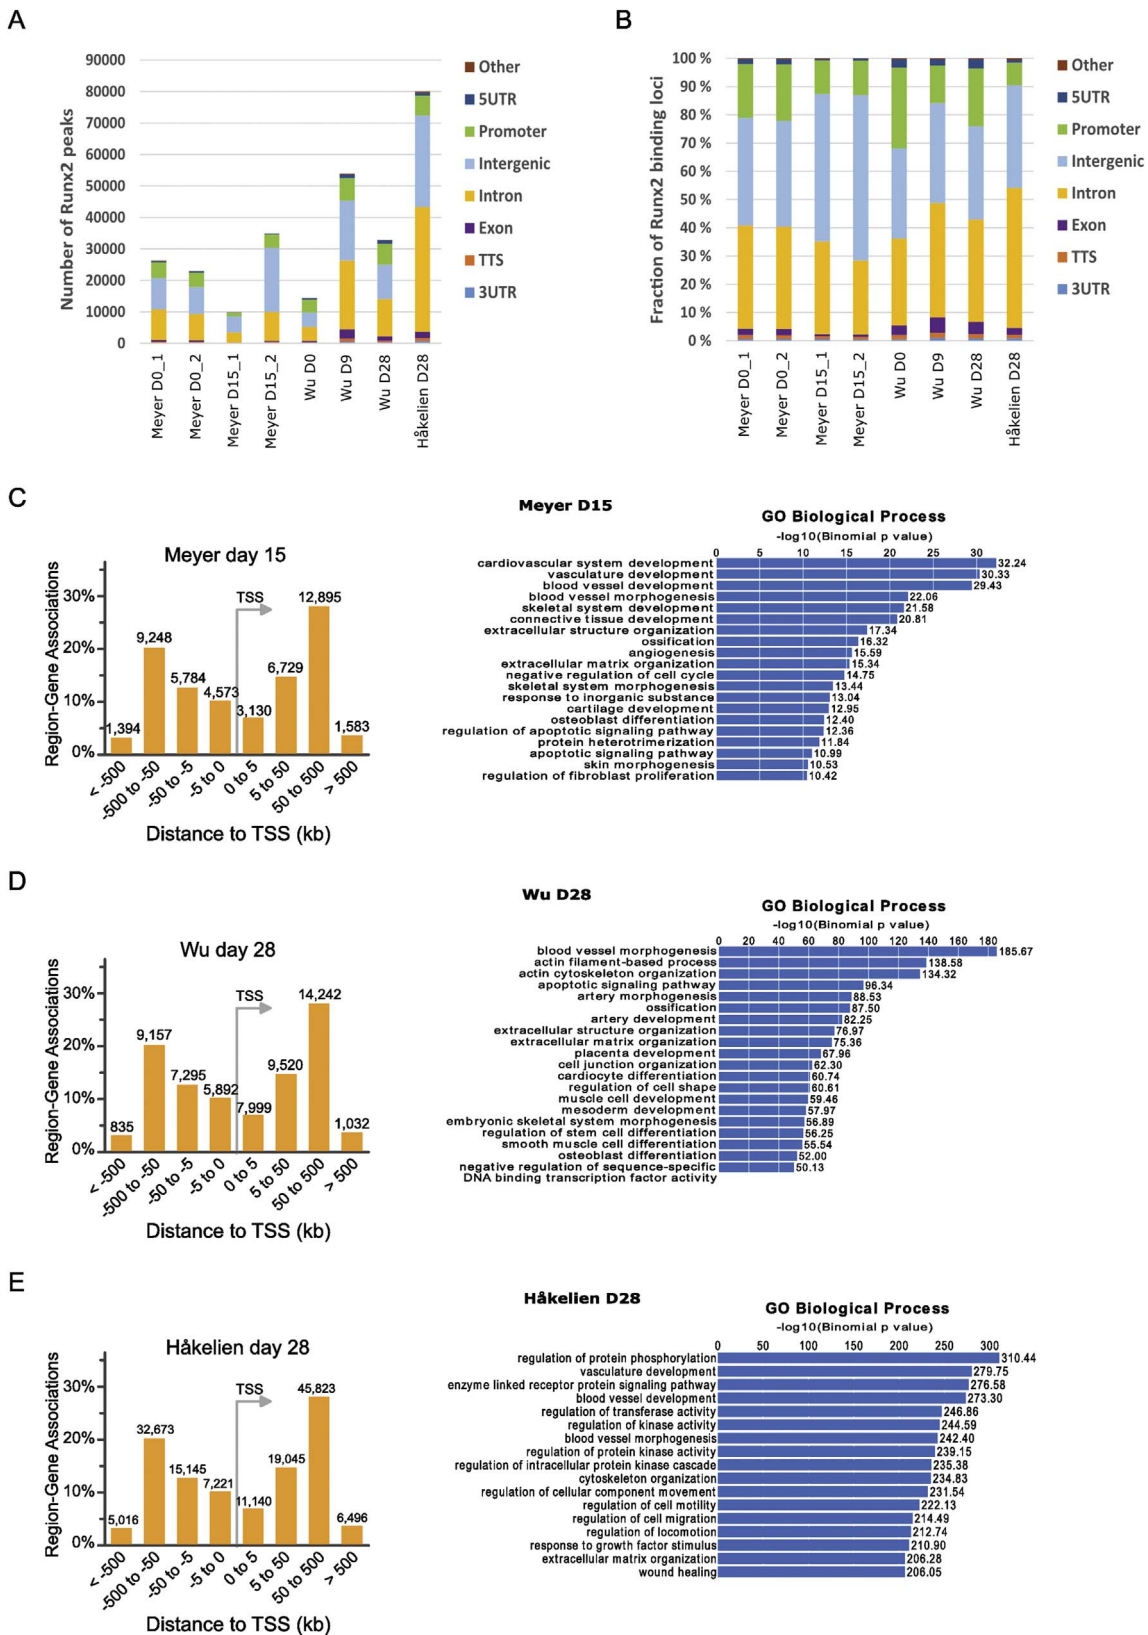 A
Number of Runx2 peaks
90000
80000
70000
60000
50000
40000
30000
20000
10000
0
Meyer D0_1
Meyer D0_2
Meyer D15_1
Meyer D15_2
Wu D0
Wu D9
Wu D28
Håkelien D28
Other
5UTR
Promoter
Intergenic
Intron
Exon
TTS
3UTR
B
Fraction of Runx2 binding loci
100 %
90 %
80 %
70 %
60 %
50 %
40 %
30 %
20 %
10 %
0 %
Meyer D0_1
Meyer D0_2
Meyer D15_1
Meyer D15_2
Wu D0
Wu D9
Wu D28
Håkelien D28
Other
5UTR
Promoter
Intergenic
Intron
Exon
TTS
3UTR
C
Meyer day 15
Region-Gene Associations
30%
20%
10%
0%
TSS
1,394
9,248
5,784
4,573
3,130
6,729
12,895
1,583
< -500
-500 to -50
-50 to -5
-5 to 0
0 to 5
5 to 50
50 to 500
> 500
Distance to TSS (kb)
Meyer D15
GO Biological Process
-log10(Binomial p value)
0 5 10 15 20 25 30
cardiovascular system development 32.24
vasculature development 30.33
blood vessel development 29.43
blood vessel morphogenesis 22.06
skeletal system development 21.58
connective tissue development 20.81
extracellular structure organization 17.34
ossification 16.32
angiogenesis 15.59
extracellular matrix organization 15.34
negative regulation of cell cycle 14.75
skeletal system morphogenesis 13.44
response to inorganic substance 13.04
cartilage development 12.95
osteoblast differentiation 12.40
regulation of apoptotic signaling pathway 12.36
protein heterotrimerization 11.84
apoptotic signaling pathway 10.99
skin morphogenesis 10.53
regulation of fibroblast proliferation 10.42
D
Wu day 28
Region-Gene Associations
30%
20%
10%
0%
TSS
835
9,157
7,295
5,892
7,999
9,520
14,242
1,032
< -500
-500 to -50
-50 to -5
-5 to 0
0 to 5
5 to 50
50 to 500
> 500
Distance to TSS (kb)
Wu D28
GO Biological Process
-log10(Binomial p value)
0 20 40 60 80 100 120 140 160 180
blood vessel morphogenesis 185.67
actin filament-based process 138.58
actin cytoskeleton organization 134.32
apoptotic signaling pathway 96.34
artery morphogenesis 88.53
ossification 87.50
artery development 82.25
extracellular structure organization 76.97
extracellular matrix organization 75.36
placenta development 67.96
cell junction organization 62.30
cardiocyte differentiation 60.74
regulation of cell shape 60.61
muscle cell development 59.46
mesoderm development 57.97
embryonic skeletal system morphogenesis 56.89
regulation of stem cell differentiation 56.25
smooth muscle cell differentiation 55.54
osteoblast differentiation 52.00
negative regulation of sequence-specific 50.13
DNA binding transcription factor activity
E
Håkelien day 28
Region-Gene Associations
30%
20%
10%
0%
TSS
5,016
32,673
15,145
7,221
11,140
19,045
45,823
6,496
< -500
-500 to -50
-50 to -5
-5 to 0
0 to 5
5 to 50
50 to 500
> 500
Distance to TSS (kb)
Håkelien D28
GO Biological Process
-log10(Binomial p value)
0 50 100 150 200 250 300
regulation of protein phosphorylation 310.44
vasculature development 279.75
enzyme linked receptor protein signaling pathway 276.58
blood vessel development 273.30
regulation of transferase activity 246.86
regulation of kinase activity 244.59
blood vessel morphogenesis 242.40
regulation of protein kinase activity 239.15
regulation of intracellular protein kinase cascade 235.38
cytoskeleton organization 234.83
regulation of cellular component movement 231.54
regulation of cell motility 222.13
regulation of cell migration 214.49
regulation of locomotion 212.74
response to growth factor stimulus 210.90
extracellular matrix organization 206.28
wound healing 206.05